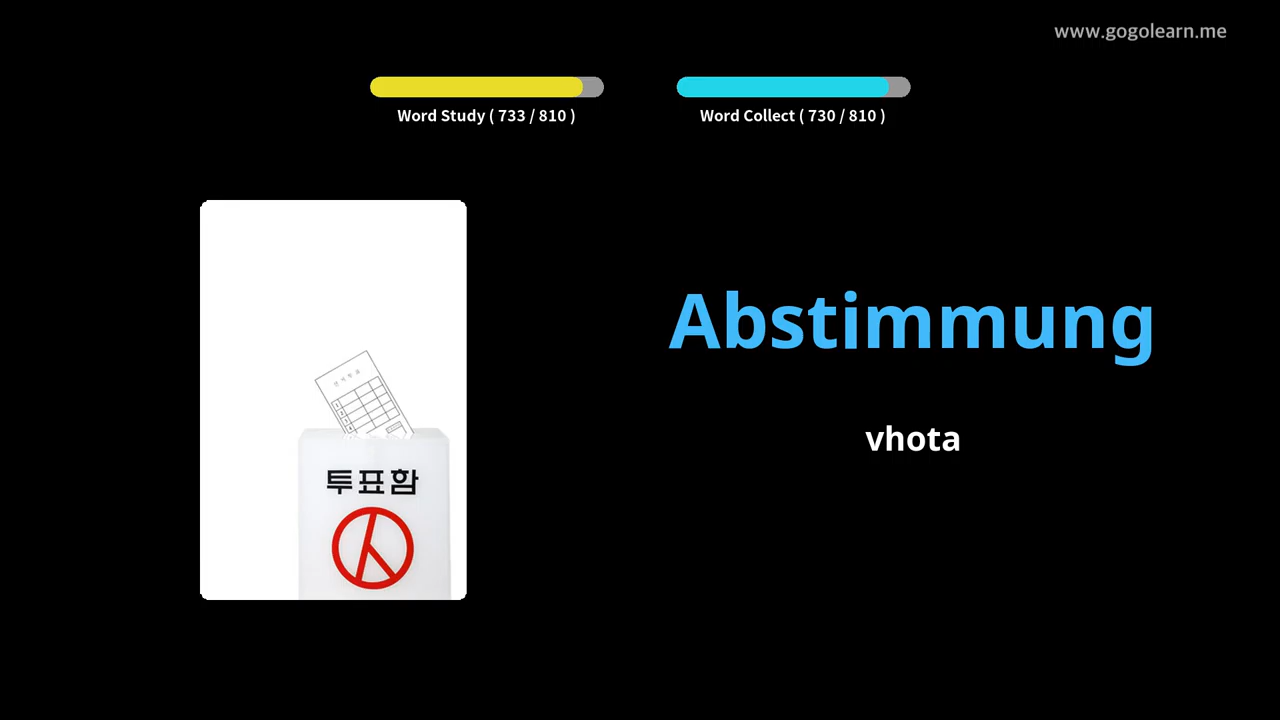 www.gogolearn.me
Word Study ( 733 / 810 )
Word Collect ( 730 / 810 )
Abstimmung
vhota
투표함